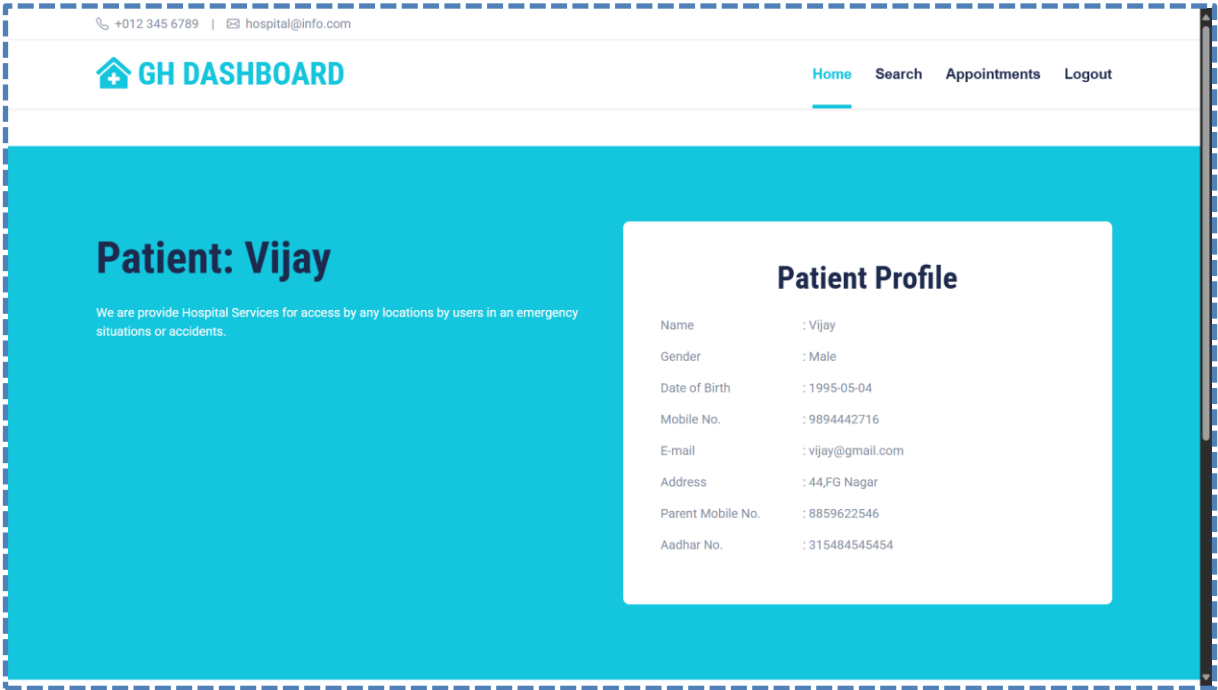 +012 345 6789 | hospital@info.com
GH DASHBOARD
Home Search Appointments Logout
Patient: Vijay
We are provide Hospital Services for access by any locations by users in an emergency
situations or accidents.
Patient Profile
Name : Vijay
Gender : Male
Date of Birth : 1995-05-04
Mobile No. : 9894442716
E-mail : vijay@gmail.com
Address : 44,FG Nagar
Parent Mobile No. : 8859622546
Aadhar No. : 315484545454